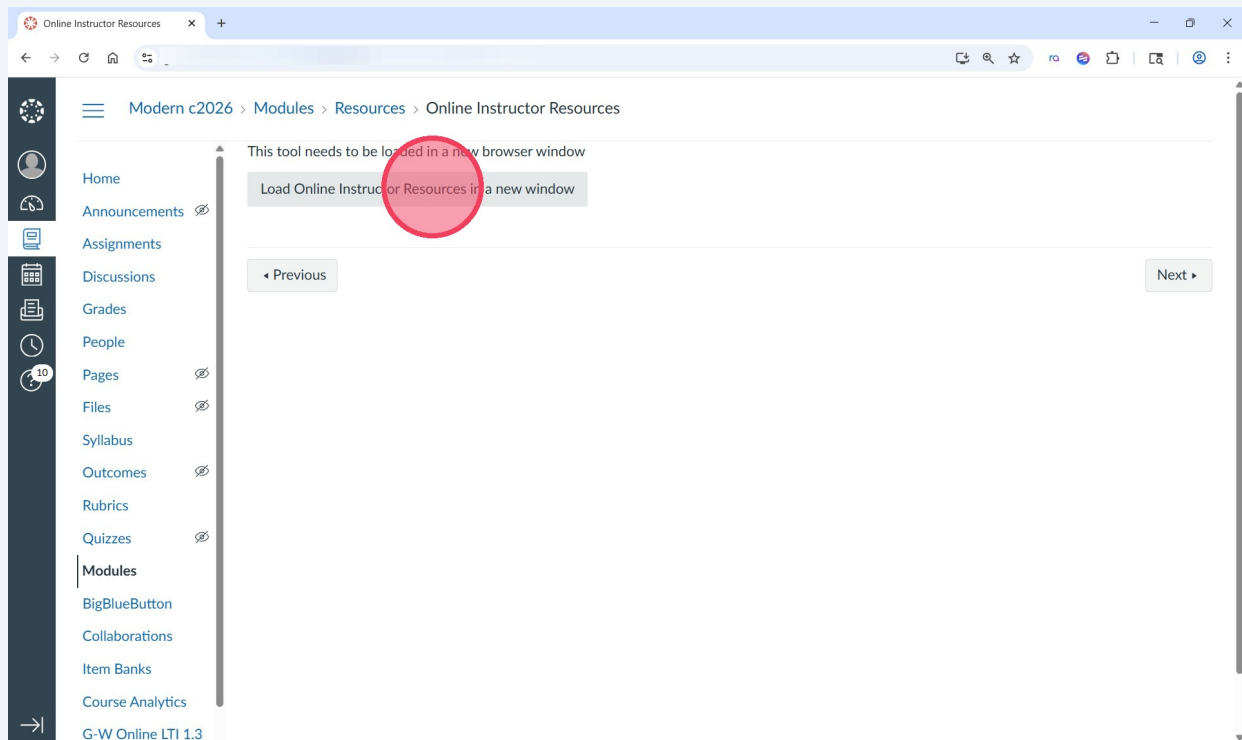 Online Instructor Resources
Modern c2026 > Modules > Resources > Online Instructor Resources
This tool needs to be loaded in a new browser window
Load Online Instructor Resources in a new window
◂ Previous
Next ▸
Home
Announcements
Assignments
Discussions
Grades
People
10
Pages
Files
Syllabus
Outcomes
Rubrics
Quizzes
Modules
BigBlueButton
Collaborations
Item Banks
Course Analytics
G-W Online LTI 1.3